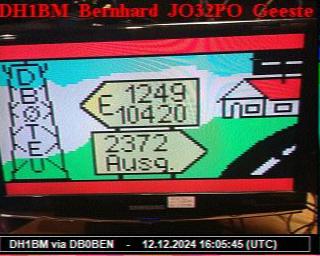 DH1BM Bernhard JO32PO Geeste
DB0TEU
E 1249
-10420
2372
Ausg.
SAMSUNG
DH1BM via DB0BEN - 12.12.2024 16:05:45 (UTC)